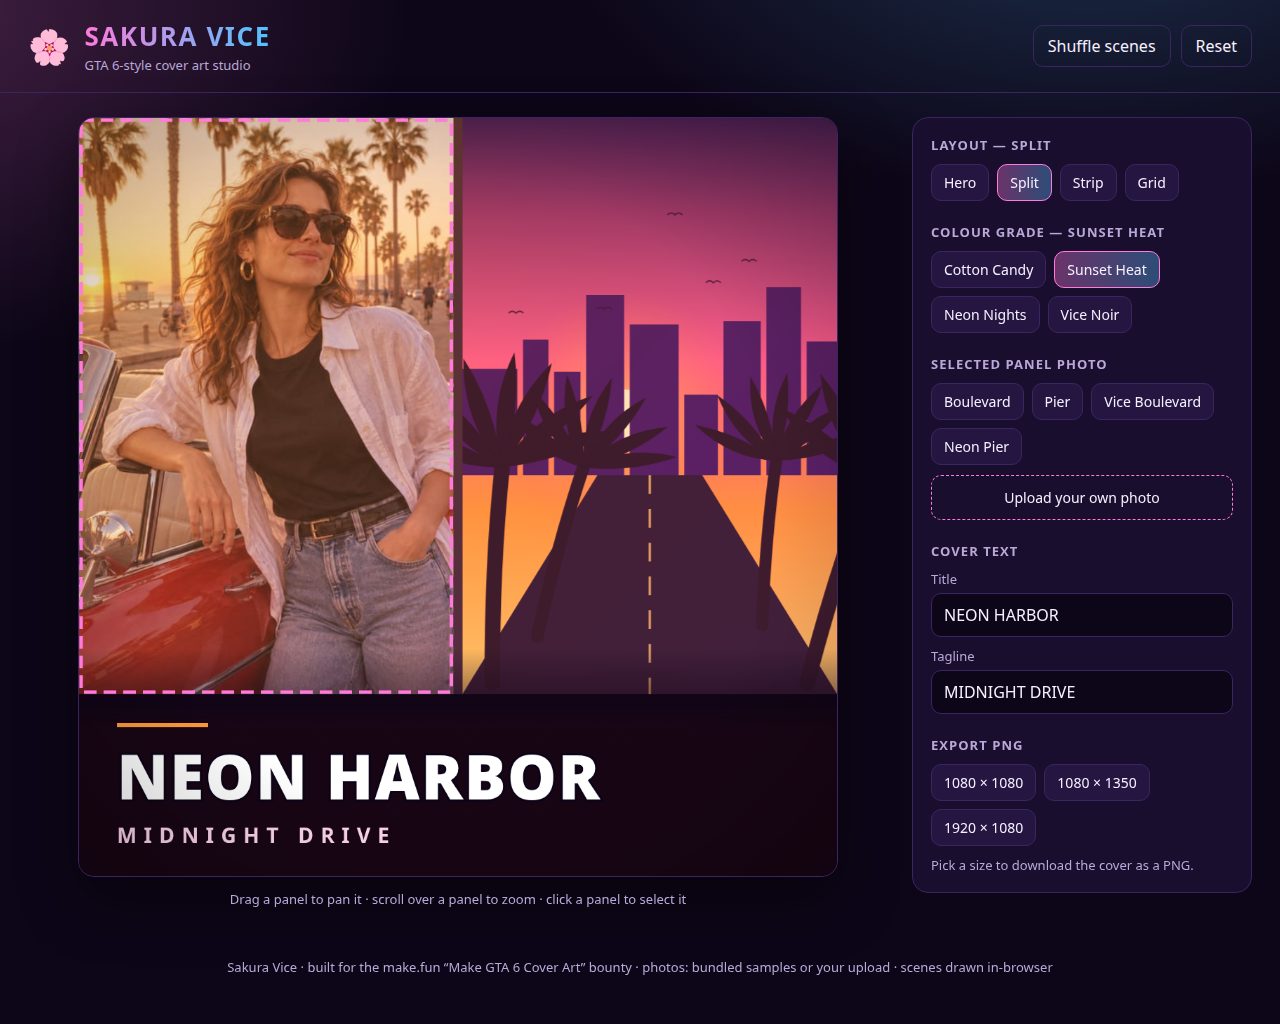 SAKURA VICE
GTA 6-style cover art studio
Shuffle scenes
Reset
NEON HARBOR
MIDNIGHT DRIVE
Drag a panel to pan it · scroll over a panel to zoom · click a panel to select it
LAYOUT — SPLIT
Hero
Split
Strip
Grid
COLOUR GRADE — SUNSET HEAT
Cotton Candy
Sunset Heat
Neon Nights
Vice Noir
SELECTED PANEL PHOTO
Boulevard
Pier
Vice Boulevard
Neon Pier
Upload your own photo
COVER TEXT
Title
NEON HARBOR
Tagline
MIDNIGHT DRIVE
EXPORT PNG
1080 × 1080
1080 × 1350
1920 × 1080
Pick a size to download the cover as a PNG.
Sakura Vice · built for the make.fun “Make GTA 6 Cover Art” bounty · photos: bundled samples or your upload · scenes drawn in-browser